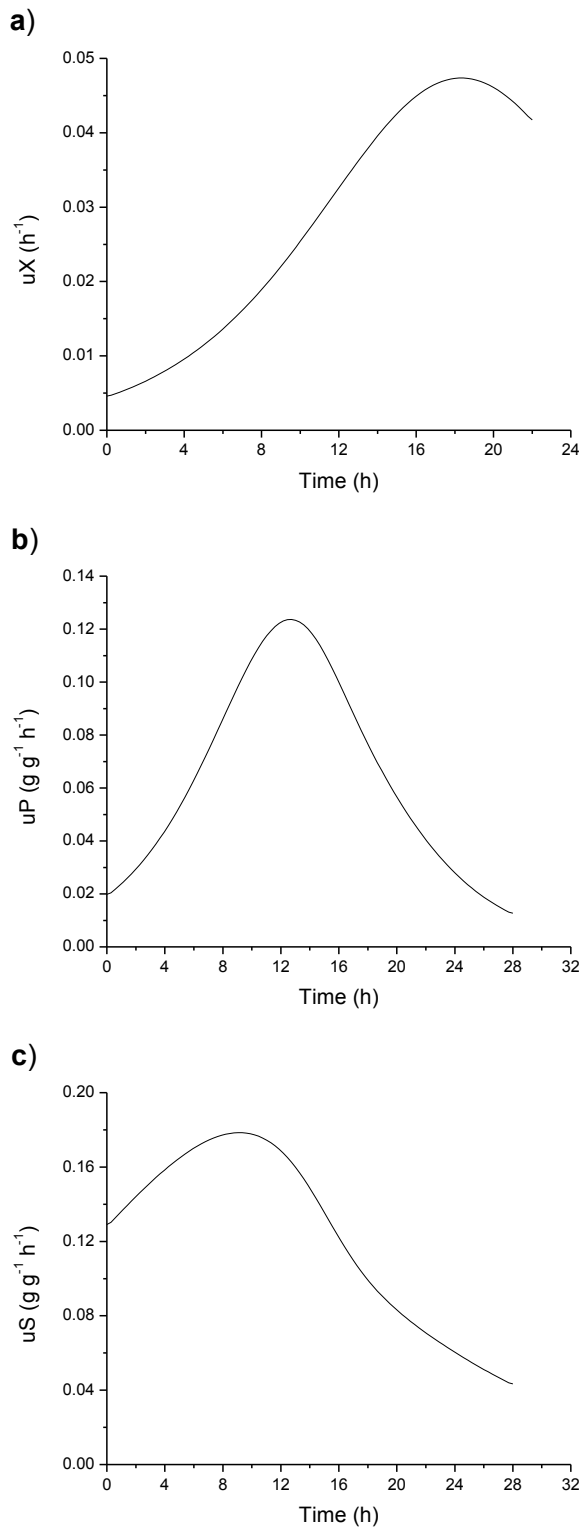 a)
0.05
0.04
0.03
0.02
0.01
0.00
uX (h⁻¹)
0 4 8 12 16 20 24
Time (h)
b)
0.14
0.12
0.10
0.08
0.06
0.04
0.02
0.00
uP (g g⁻¹ h⁻¹)
0 4 8 12 16 20 24 28 32
Time (h)
c)
0.20
0.16
0.12
0.08
0.04
0.00
uS (g g⁻¹ h⁻¹)
0 4 8 12 16 20 24 28 32
Time (h)